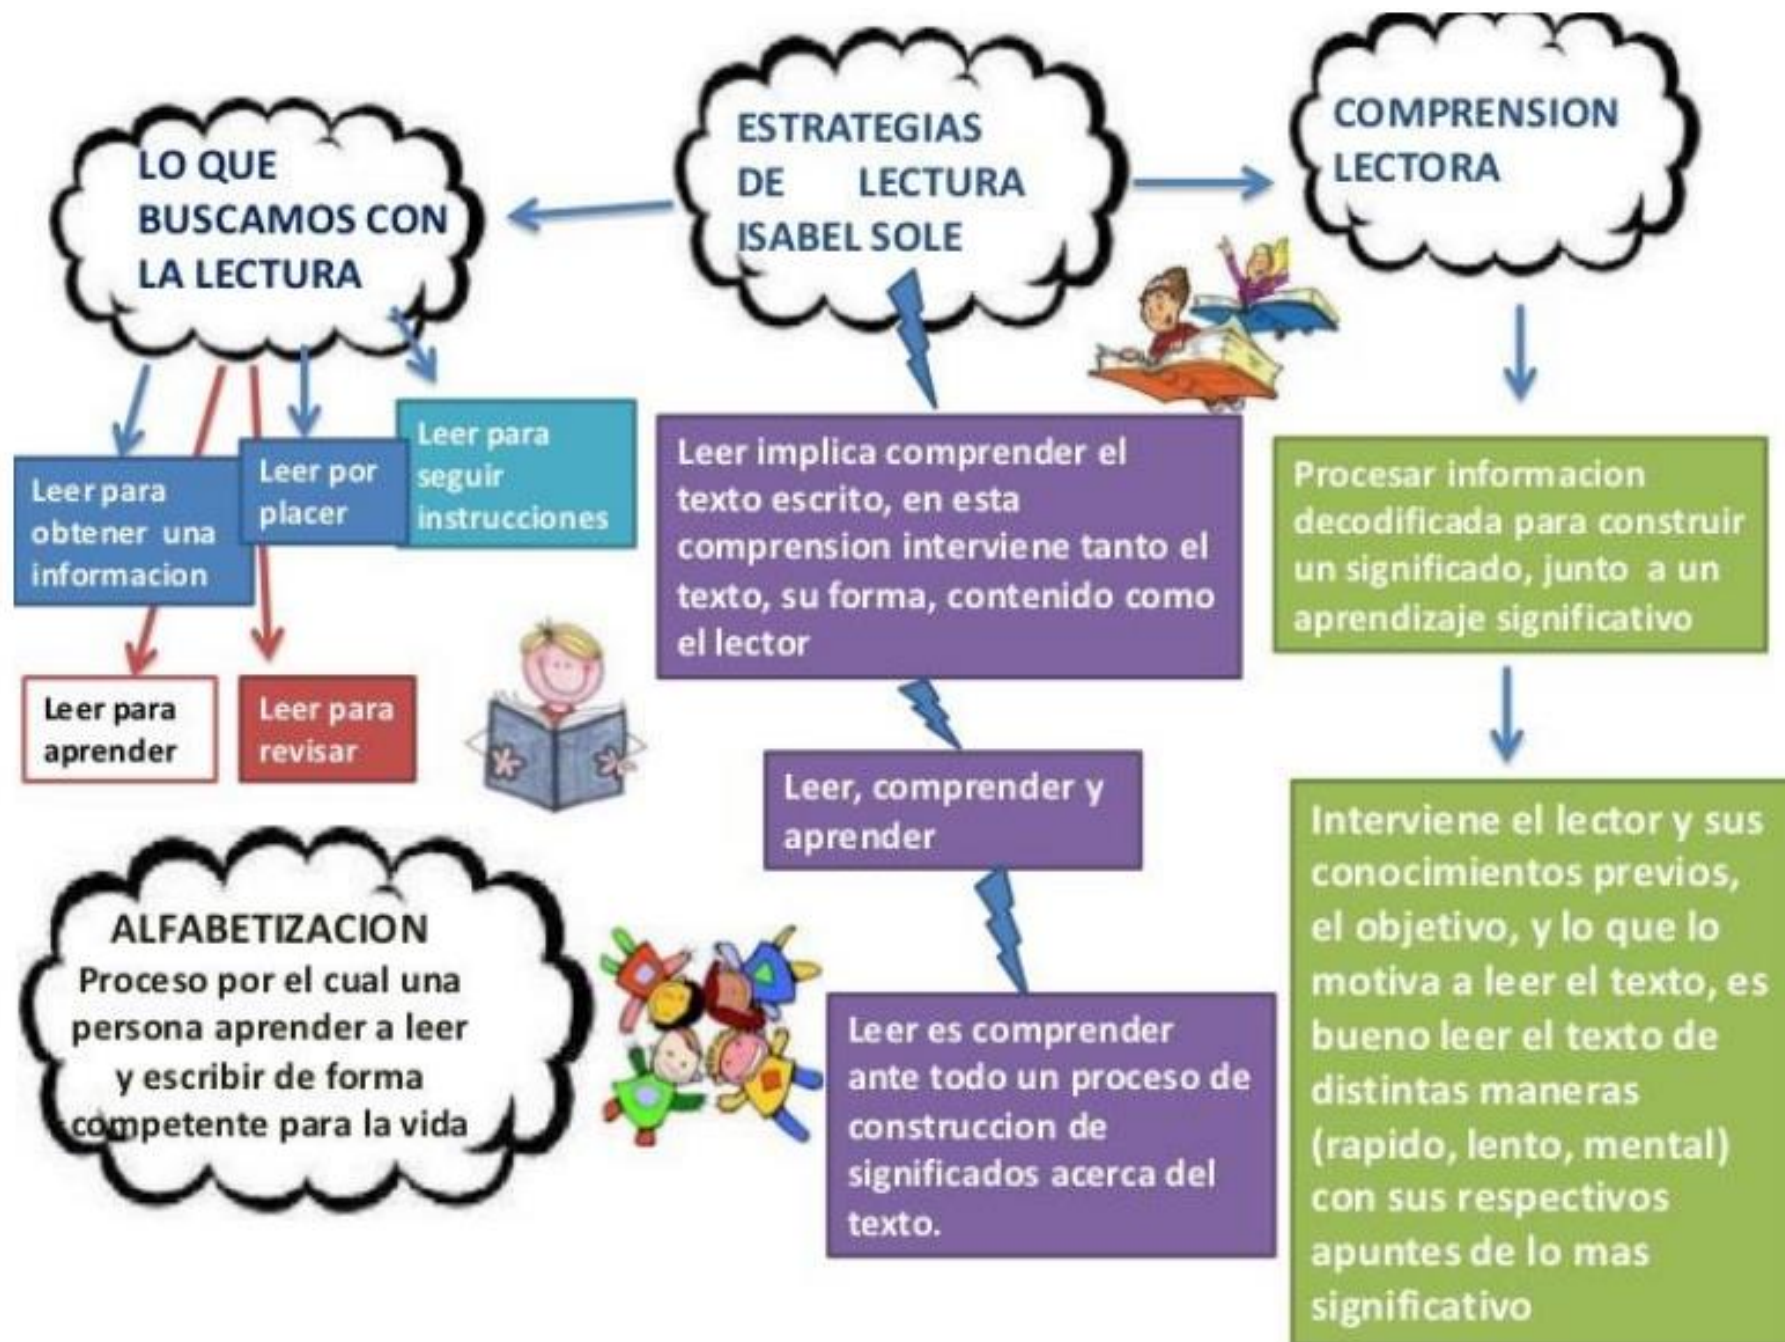 LO QUE
BUSCAMOS CON
LA LECTURA
Leer para
obtener una
informacion
Leer por
placer
Leer para
seguir
instrucciones
Leer para
aprender
Leer para
revisar
ALFABETIZACION
Proceso por el cual una
persona aprender a leer
y escribir de forma
competente para la vida
ESTRATEGIAS
DE LECTURA
ISABEL SOLE
Leer implica comprender el
texto escrito, en esta
comprension interviene tanto el
texto, su forma, contenido como
el lector
Leer, comprender y
aprender
Leer es comprender
ante todo un proceso de
construccion de
significados acerca del
texto.
COMPRENSION
LECTORA
Procesar informacion
decodificada para construir
un significado, junto a un
aprendizaje significativo
Interviene el lector y sus
conocimientos previos,
el objetivo, y lo que lo
motiva a leer el texto, es
bueno leer el texto de
distintas maneras
(rapido, lento, mental)
con sus respectivos
apuntes de lo mas
significativo